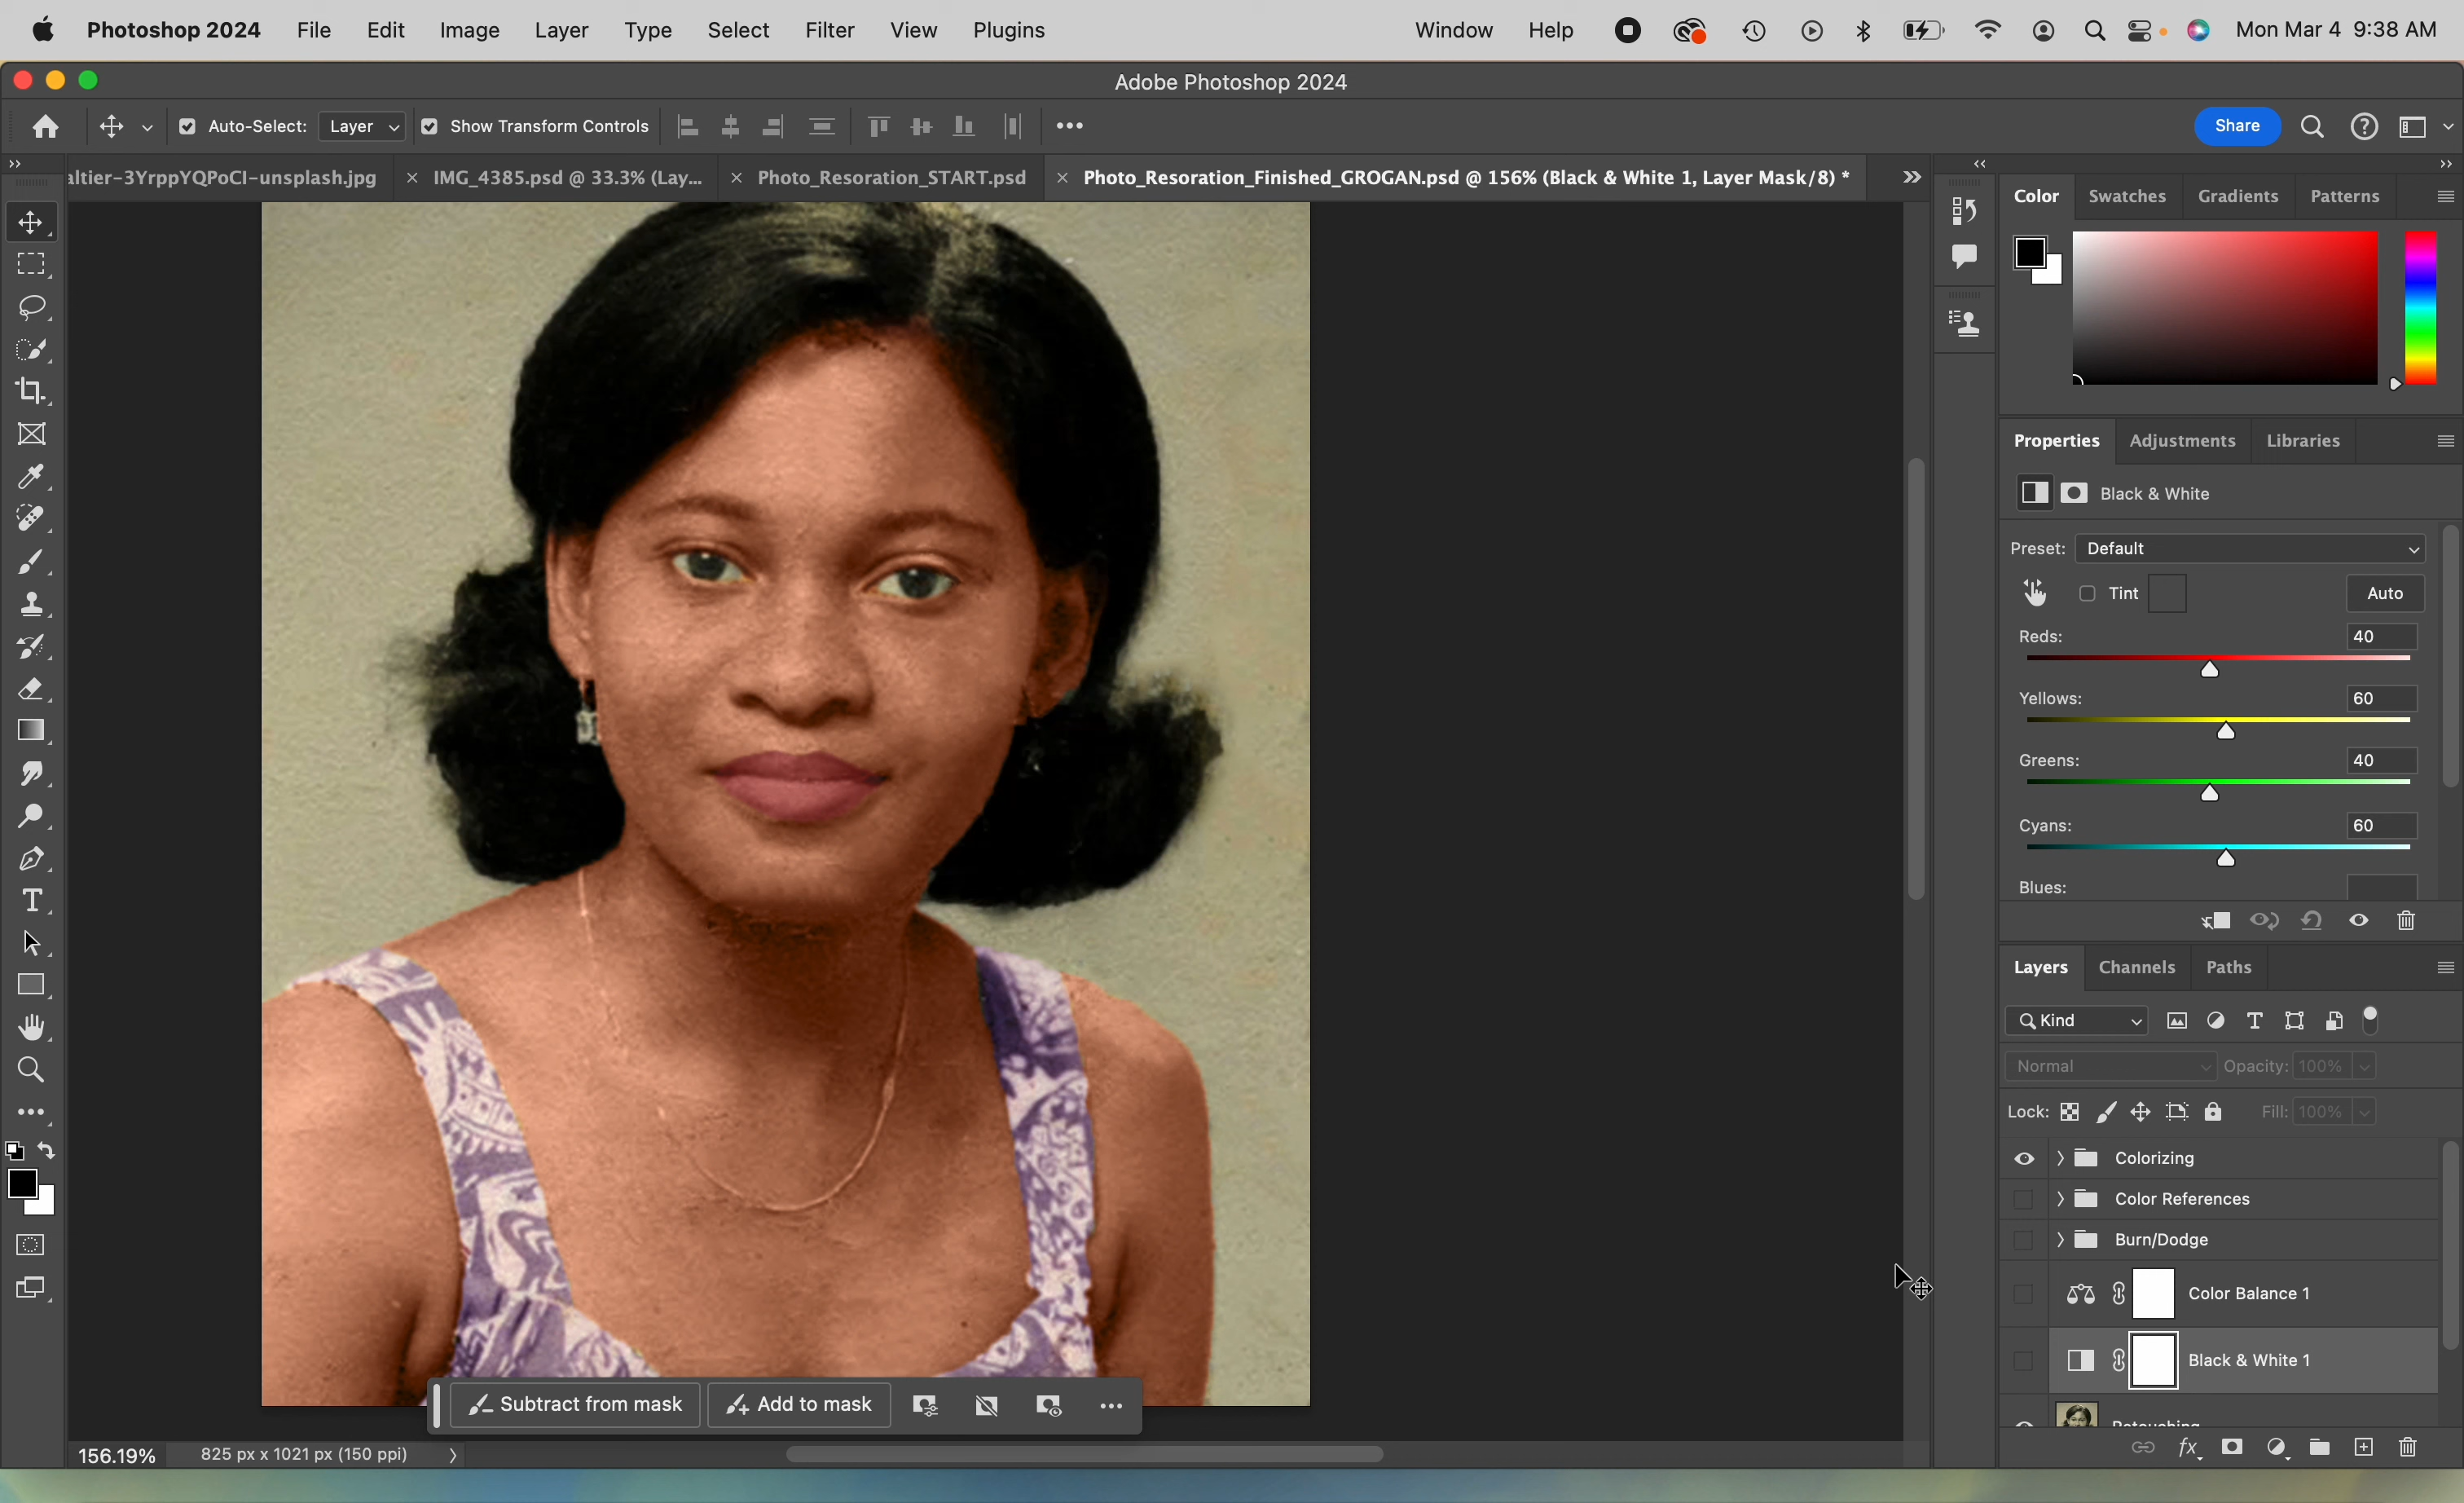 Photoshop 2024 File Edit Image Layer Type Select Filter View Plugins Window Help Mon Mar 4 9:38 AM
Adobe Photoshop 2024
Auto-Select: Layer Show Transform Controls ••• Share
altier-3YrppYQPoCI-unsplash.jpg × IMG_4385.psd @ 33.3% (Lay... × Photo_Resoration_START.psd × Photo_Resoration_Finished_GROGAN.psd @ 156% (Black & White 1, Layer Mask/8) *
Color Swatches Gradients Patterns
Properties Adjustments Libraries
Black & White
Preset: Default
Tint Auto
Reds: 40
Yellows: 60
Greens: 40
Cyans: 60
Blues:
Layers Channels Paths
Kind
Normal Opacity: 100%
Lock: Fill: 100%
Colorizing
Color References
Burn/Dodge
Color Balance 1
Black & White 1
Subtract from mask Add to mask
156.19% 825 px x 1021 px (150 ppi)